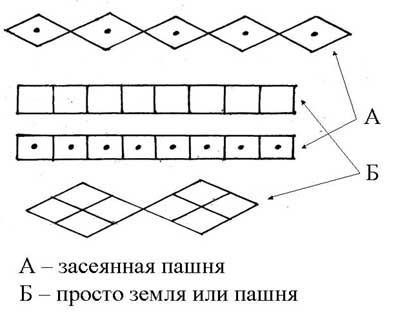 А
Б
А – засеянная пашня
Б – просто земля или пашня